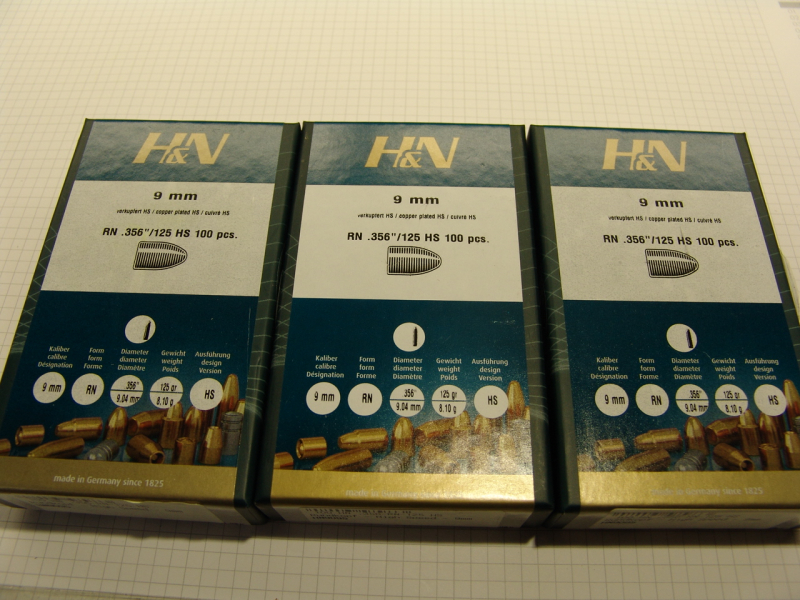 H&N
9 mm
verkupfert HS / copper plated HS / cuivré HS
RN .356"/125 HS 100 pcs.
Kaliber Form Diameter Gewicht Ausführung
calibre form diameter weight design
Désignation Forme Diamètre Poids Version
9 mm RN .356" 9.04 mm 125 gr 8.10 g HS
made in Germany since 1825
H&N
9 mm
verkupfert HS / copper plated HS / cuivré HS
RN .356"/125 HS 100 pcs.
Kaliber Form Diameter Gewicht Ausführung
calibre form diameter weight design
Désignation Forme Diamètre Poids Version
9 mm RN 356" 9.04 mm 125 gr 8.10 g HS
made in
H&N
9 mm
verkupfert HS / copper plated HS / cuivré HS
RN .356"/125 HS 100 pcs.
Kaliber Form Diameter Gewicht Ausführung
calibre form diameter weight design
Désignation Forme Diamètre Poids Version
9 mm RN .356" 9.04 mm 125 gr 8.10 g HS
made in Germany since 1825